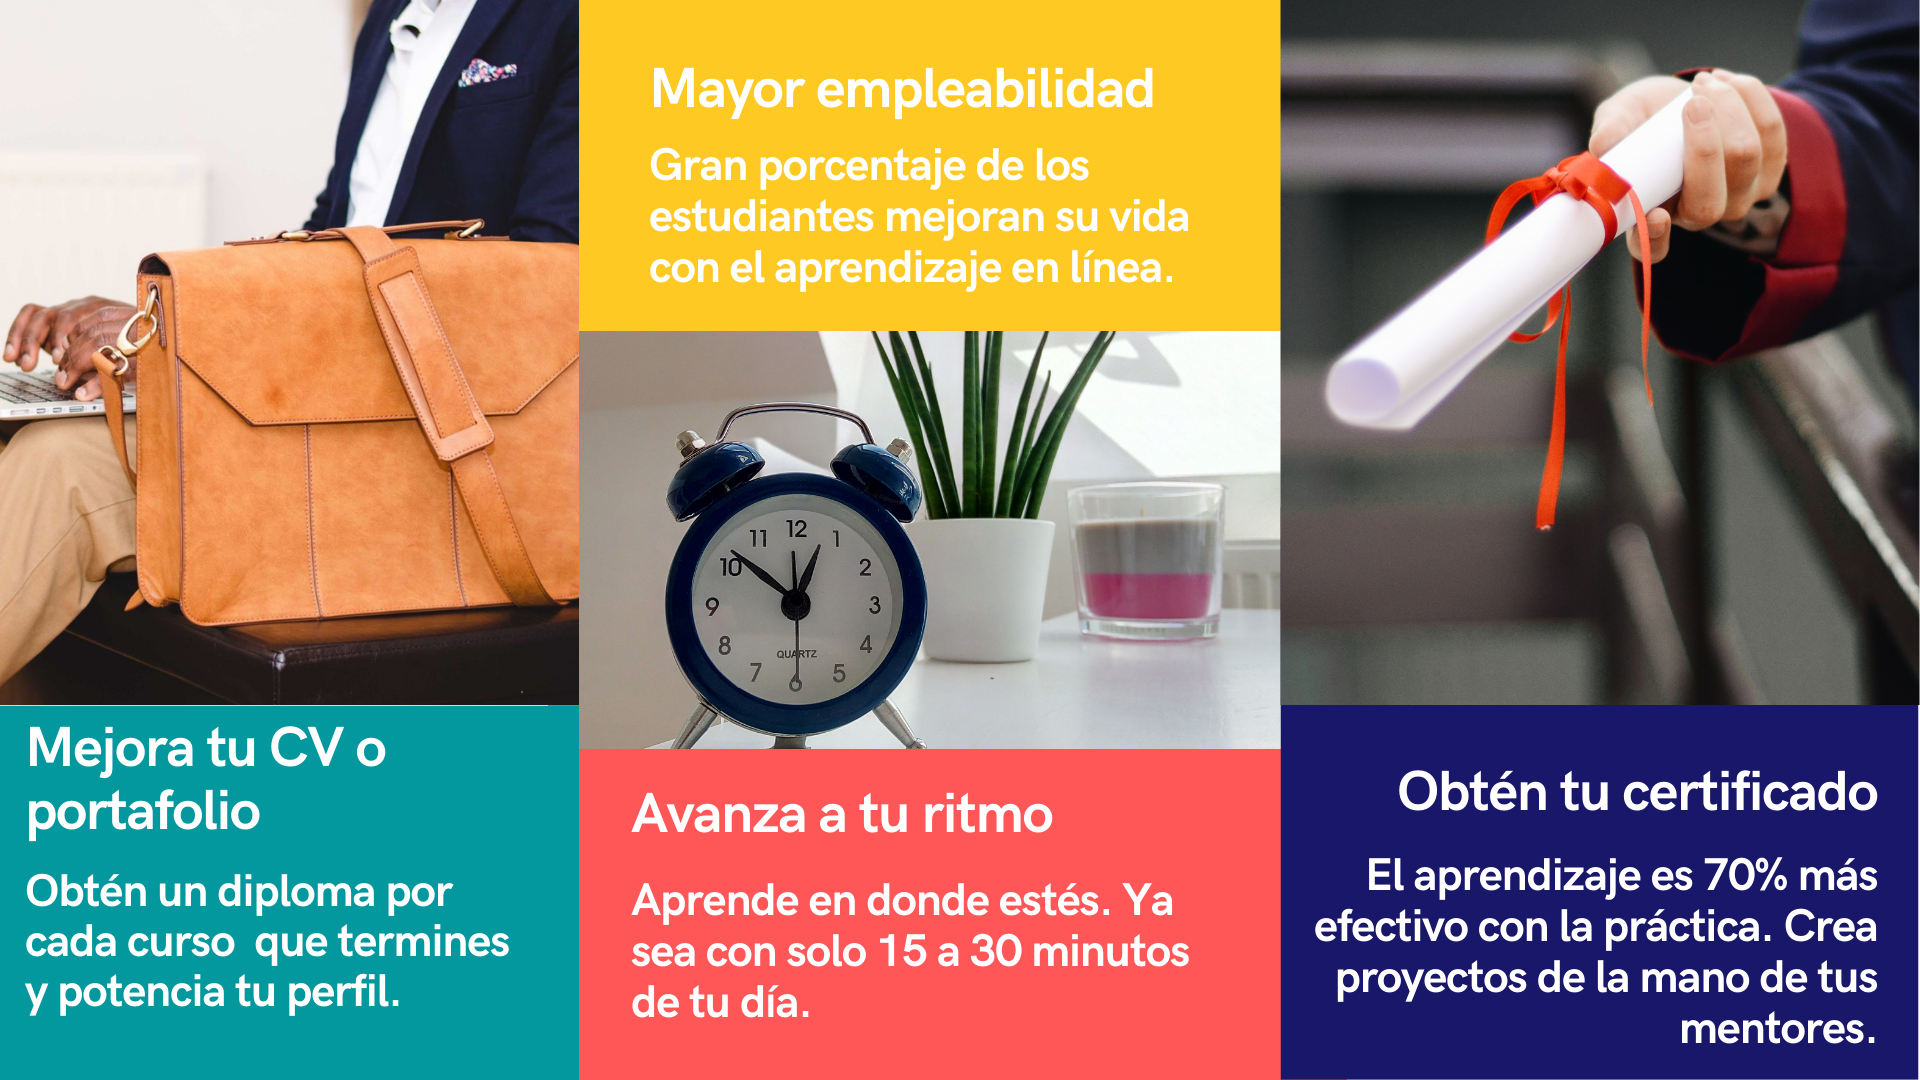 Mayor empleabilidad
Gran porcentaje de los
estudiantes mejoran su vida
con el aprendizaje en línea.
12
11
1
10
2
9
3
8
4
QUARTZ
7
5
6
Mejora tu CV o
portafolio
Obtén un diploma por
cada curso  que termines
y potencia tu perfil.
Avanza a tu ritmo
Aprende en donde estés. Ya
sea con solo 15 a 30 minutos
de tu día.
Obtén tu certificado
El aprendizaje es 70% más
efectivo con la práctica. Crea
proyectos de la mano de tus
mentores.